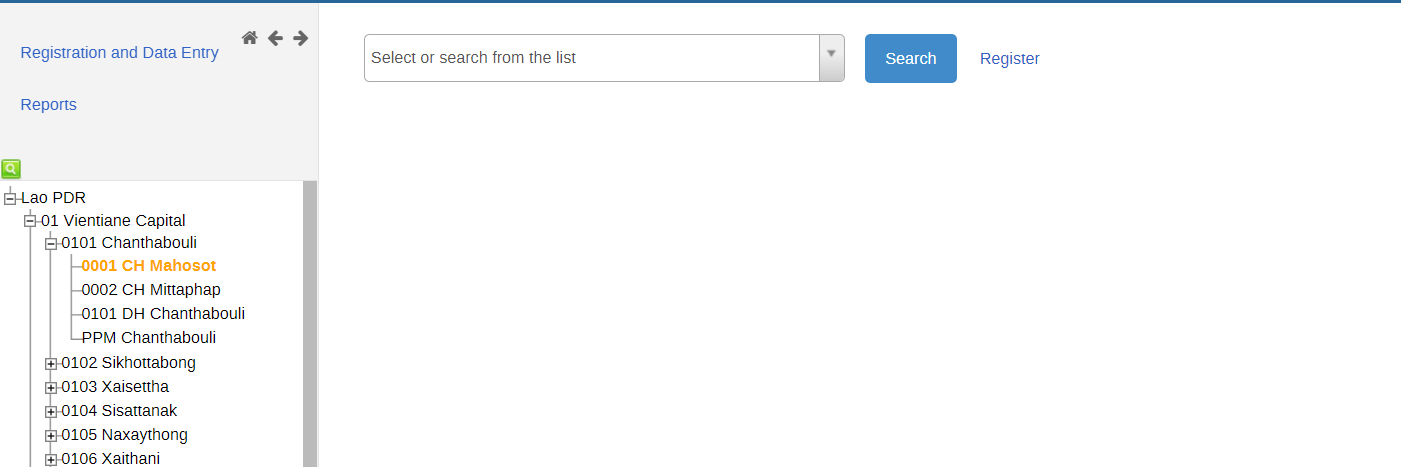 Registration and Data Entry
Reports
Select or search from the list
Search
Register
Lao PDR
01 Vientiane Capital
0101 Chanthabouli
0001 CH Mahosot
0002 CH Mittaphap
0101 DH Chanthabouli
PPM Chanthabouli
0102 Sikhottabong
0103 Xaisettha
0104 Sisattanak
0105 Naxaythong
0106 Xaithani